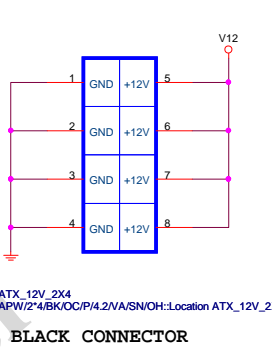 V12
1 GND +12V 5
2 GND +12V 6
3 GND +12V 7
4 GND +12V 8
ATX_12V_2X4
APW/2*4/BK/OC/P/4.2/VA/SN/OH::Location ATX_12V_2
BLACK CONNECTOR